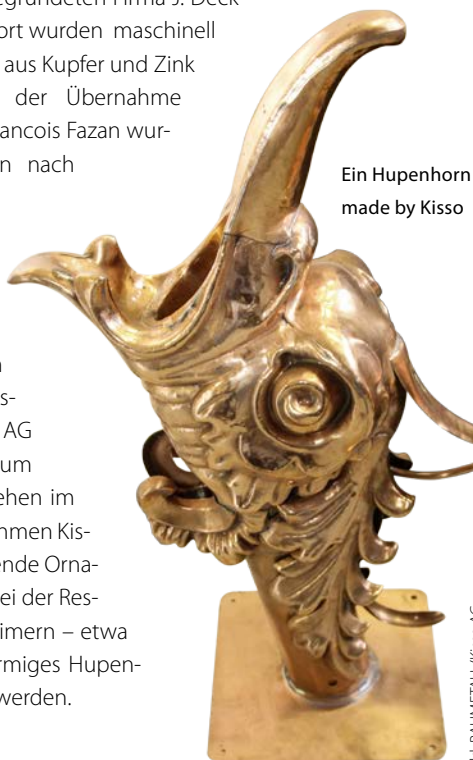 egründeten Firma J. Deck
ort wurden maschinell
aus Kupfer und Zink
der Übernahme
ancois Fazan wur-
n nach
Ein Hupenhorn
made by Kisso
s-
AG
um
ehen im
hmen Kis-
ende Orna-
ei der Res-
imern – etwa
rmiges Hupen-
werden.